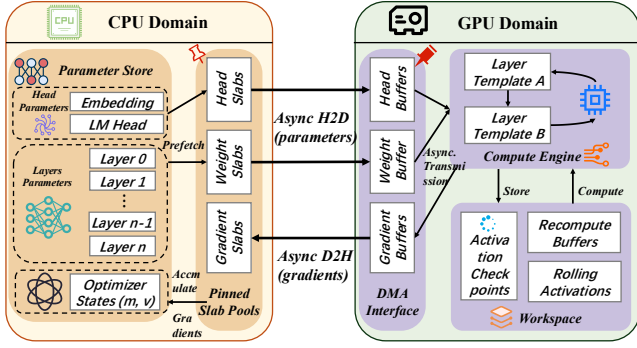 CPU
CPU Domain
GPU Domain
Parameter Store
Head
Parameters
Embedding
LM Head
Layers
Parameters
Layer 0
Layer 1
Layer n-1
Layer n
Optimizer
States (m, v)
Prefetch
Accm
ulate
Gra
dients
Head
Slabs
Weight
Slabs
Gradient
Slabs
Pinned
Slab Pools
Async H2D
(parameters)
Async D2H
(gradients)
Head
Buffers
Weight
Buffer
Gradient
Buffers
DMA
Interface
Async.
Transmi
ssion
Layer
Template A
Layer
Template B
Compute Engine
Store
Compute
Activa
tion
Check
points
Recompute
Buffers
Rolling
Activations
Workspace